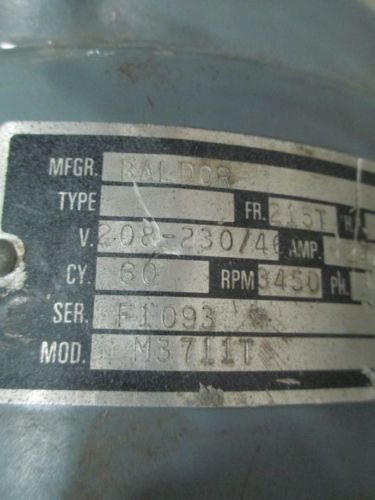 MFGR. BALDOR
TYPE FR. 215T
V. 208-230/46 AMP.
CY. 60 RPM 3450 PH.
SER. F1093
MOD. M3711T